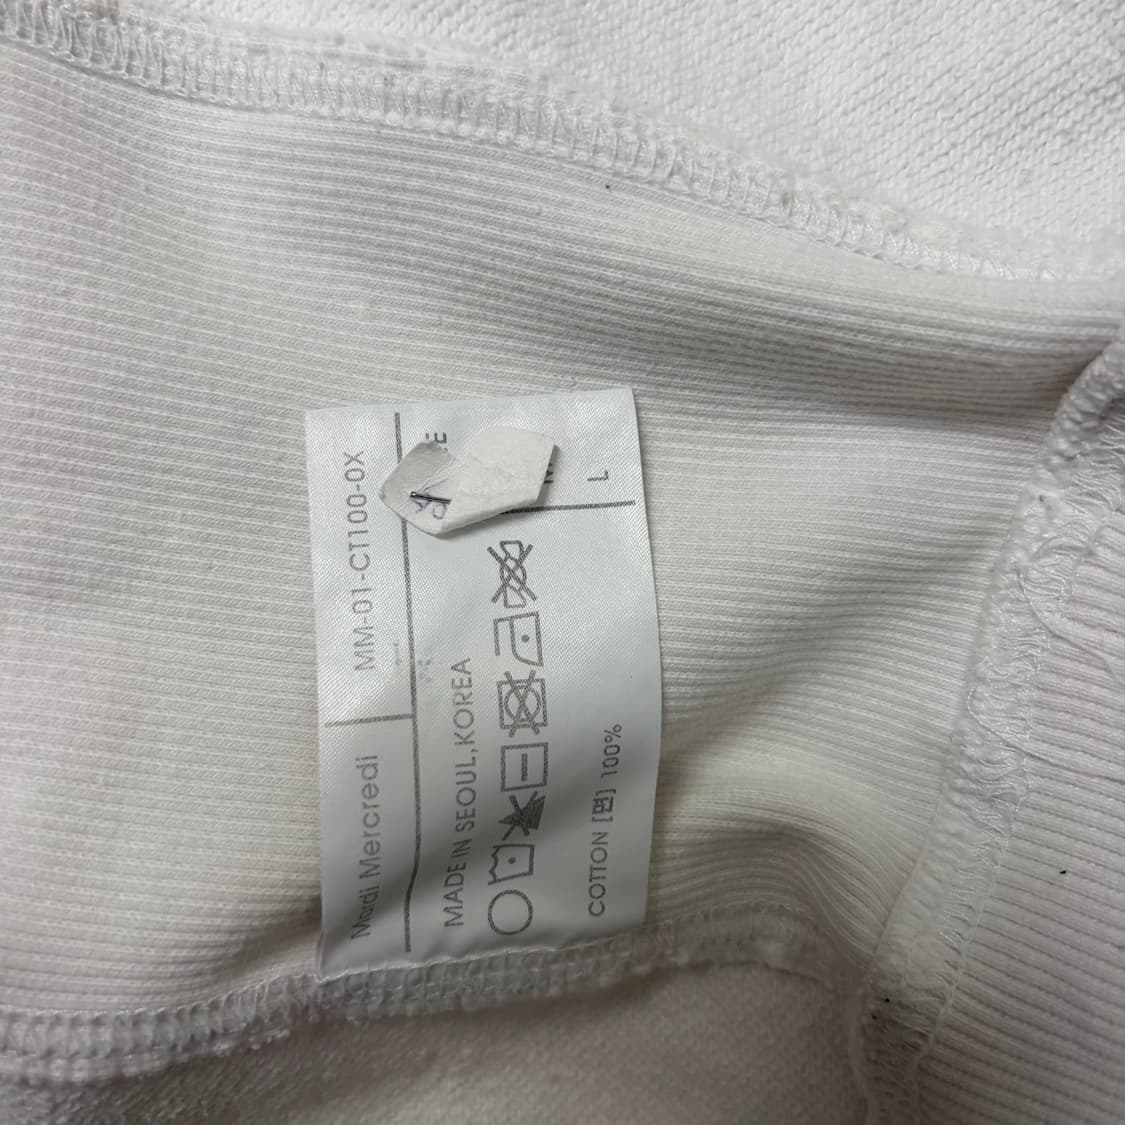 Mardi Mercredi
MM-01-CT100-0X
MADE IN SEOUL, KOREA
COTTON [면] 100%
L